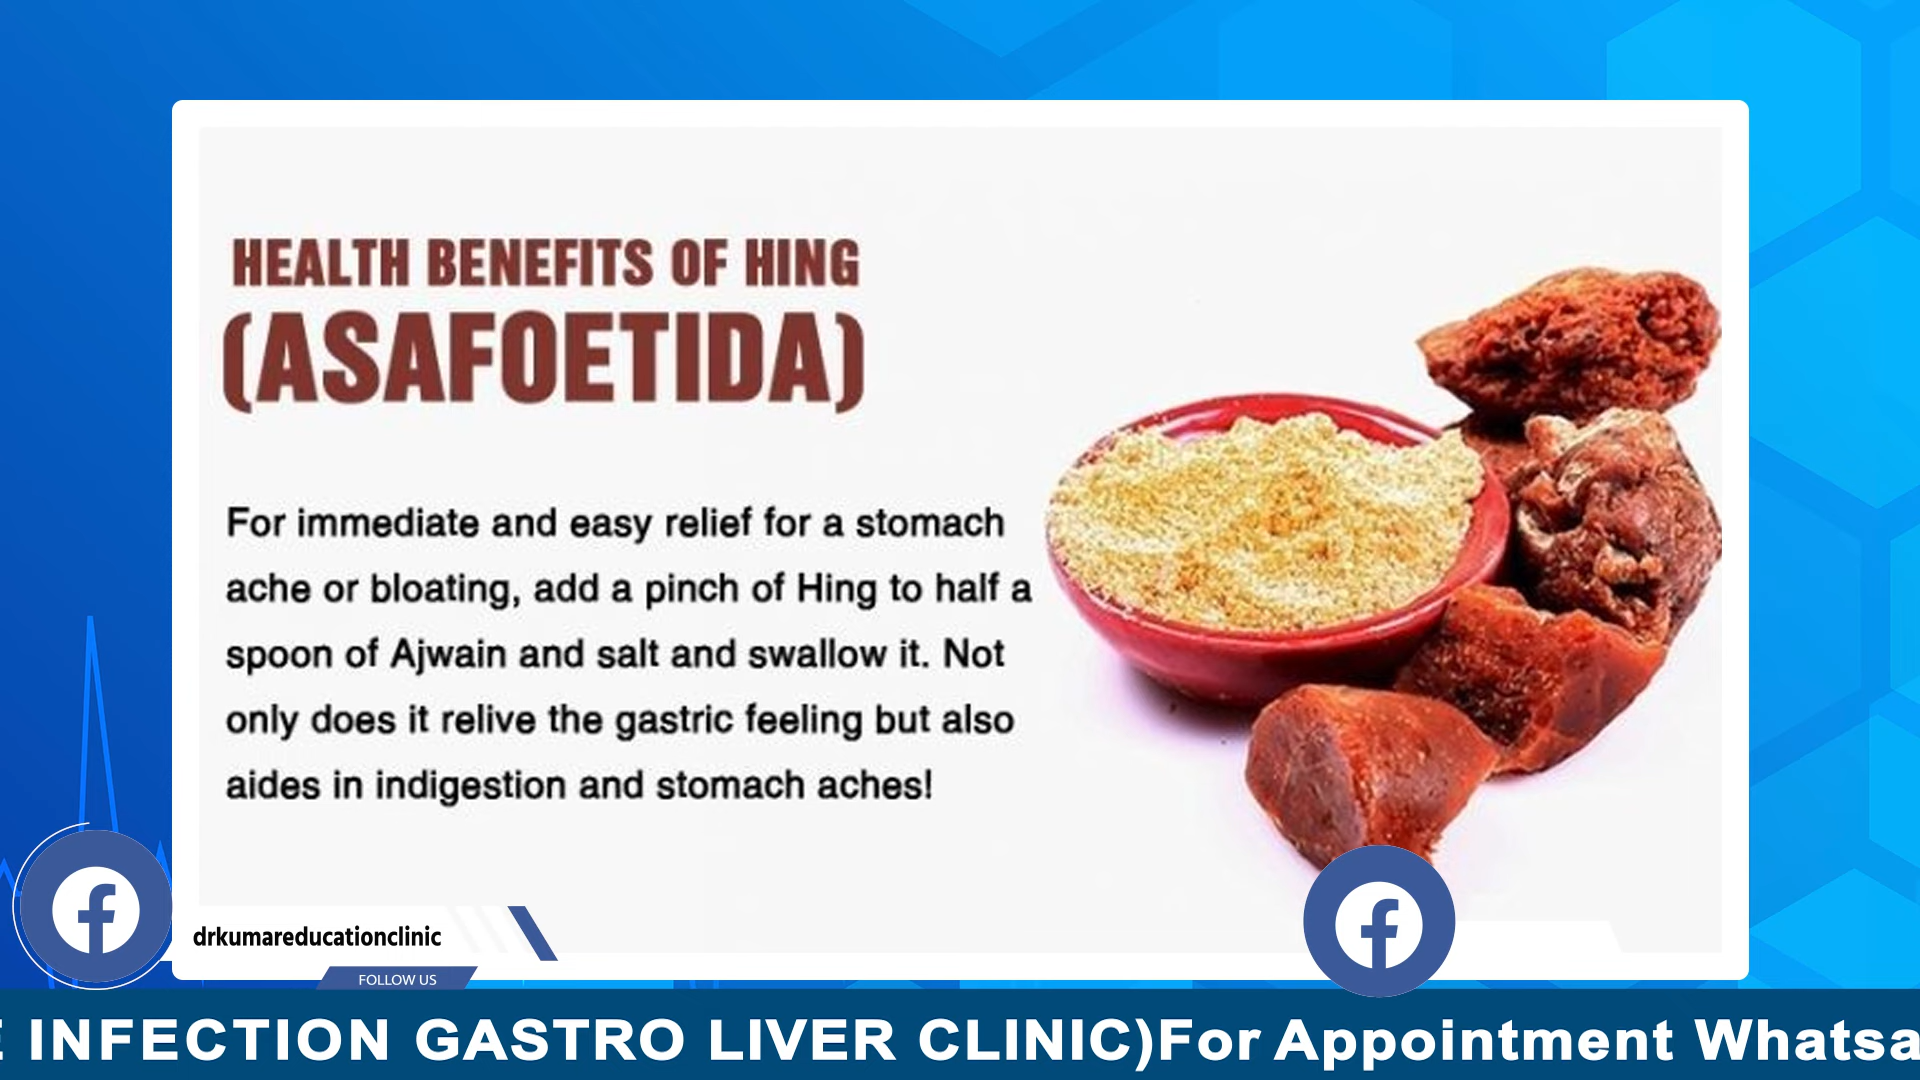 HEALTH BENEFITS OF HING
(ASAFOETIDA)
For immediate and easy relief for a stomach
ache or bloating, add a pinch of Hing to half a
spoon of Ajwain and salt and swallow it. Not
only does it relive the gastric feeling but also
aides in indigestion and stomach aches!
drkumareducationclinic
FOLLOW US
INFECTION GASTRO LIVER CLINIC)For Appointment Whatsa